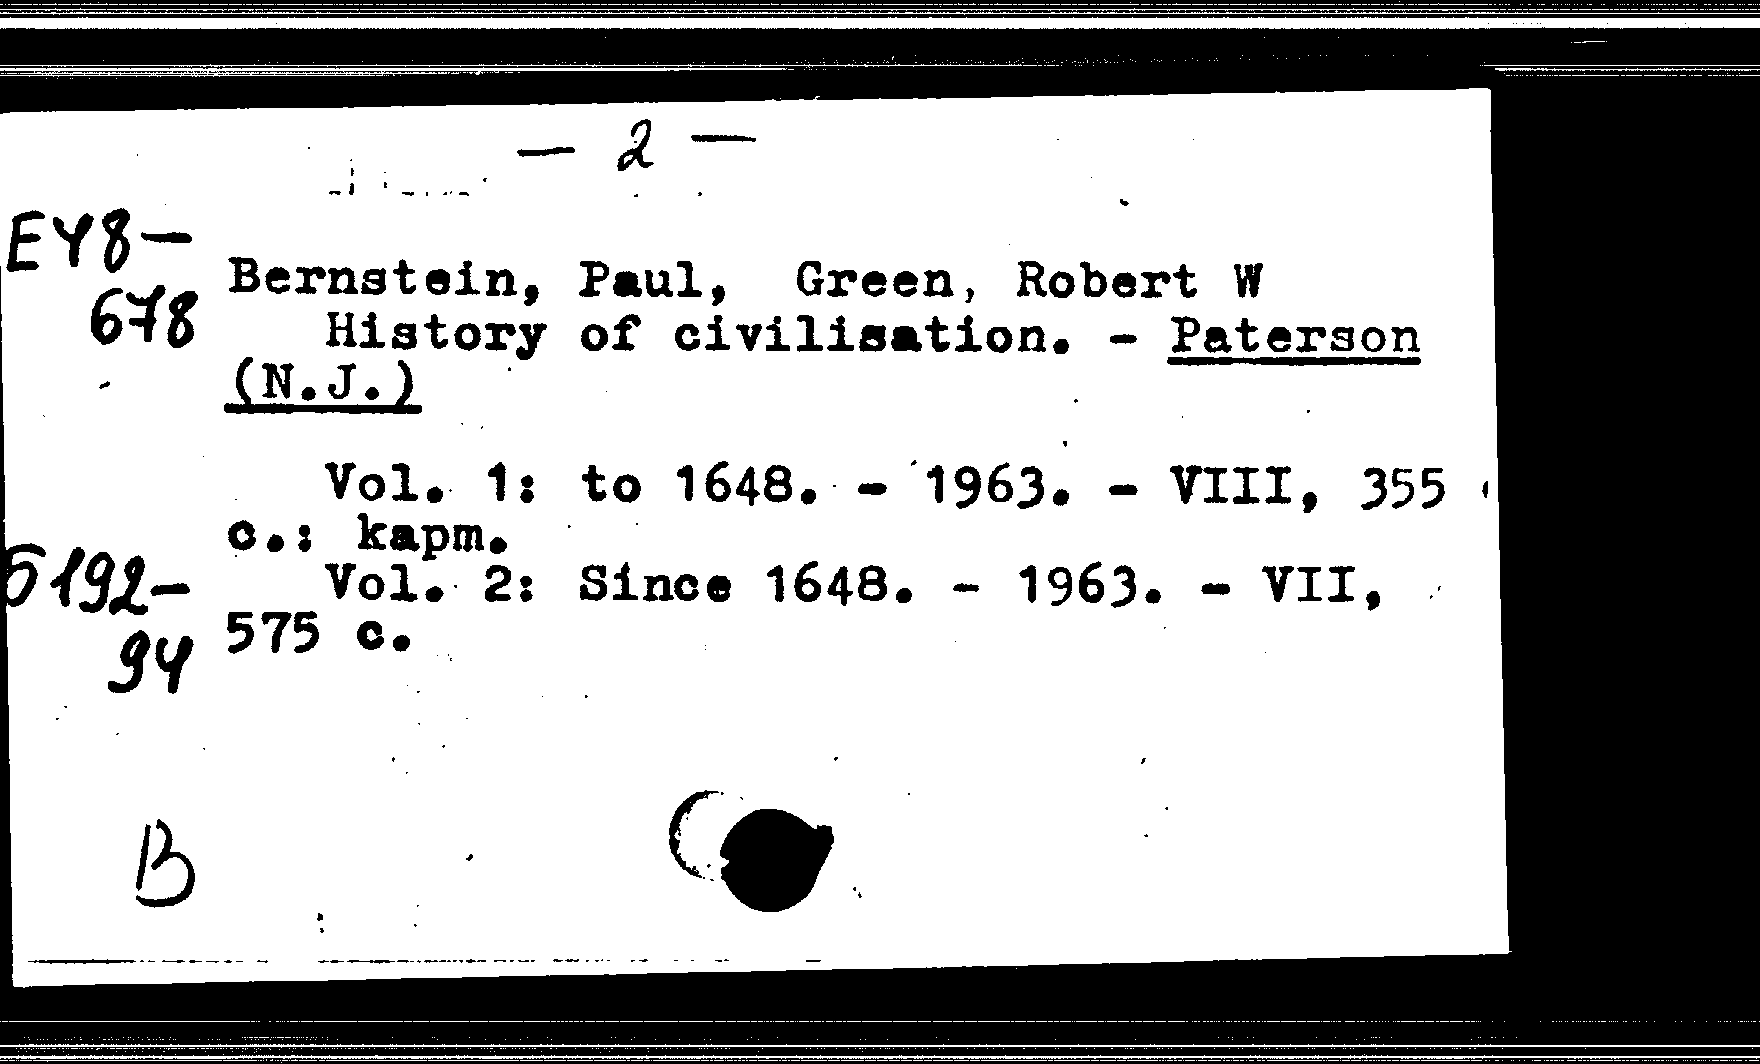 — 2 —
EY8—
678
Bernstein, Paul, Green, Robert W
History of civilisation. - Paterson
(N.J.)
Vol. 1: to 1648. - 1963. - VIII, 355
c.: карт.
Б192-
94
Vol. 2: Since 1648. - 1963. - VII,
575 c.
В